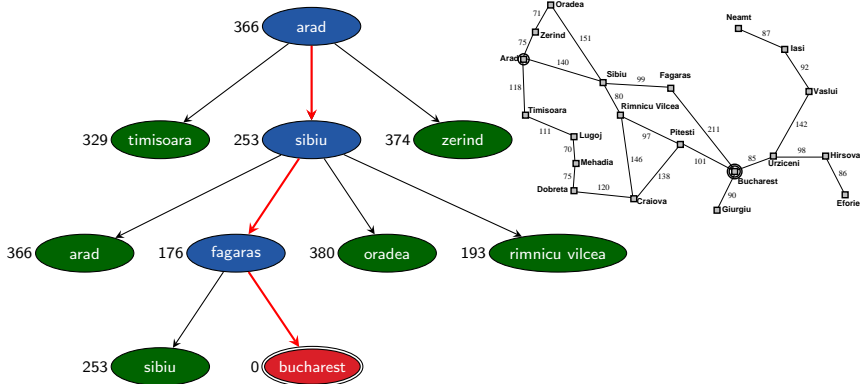 366 arad
329 timisoara
253 sibiu
374 zerind
366 arad
176 fagaras
380 oradea
193 rimnicu vilcea
253 sibiu
0 bucharest
Oradea
71
Neamt
Zerind
87
75
151
Iasi
Arad
140
92
Sibiu
99
Fagaras
118
80
Vaslui
Timisoara
Rimnicu Vilcea
111
Lugoj
97
Pitesti
211
142
70
98
Hirsova
Mehadia
146
101
85
Urziceni
75
138
86
Dobreta
120
Bucharest
90
Craiova
Giurgiu
Eforie